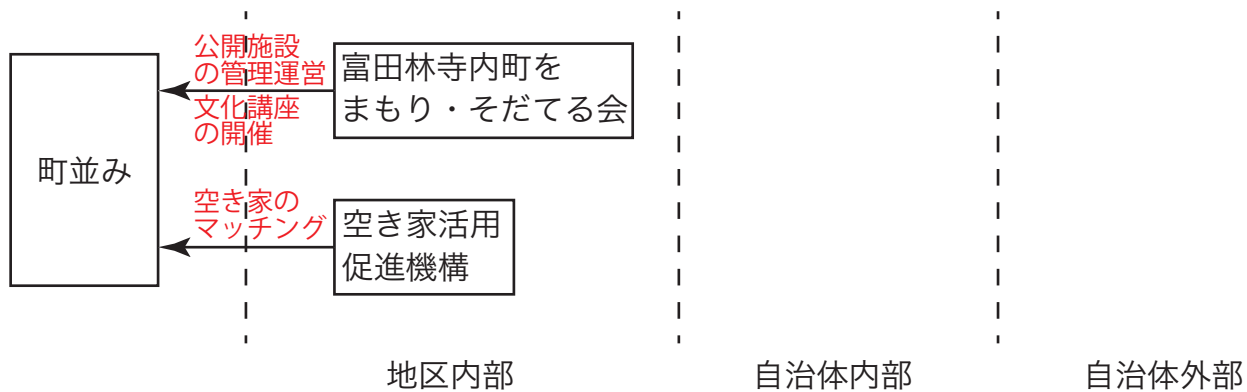 公開施設
の管理運営
文化講座
の開催
富田林寺内町を
まもり・そだてる会
町並み
空き家の
マッチング
空き家活用
促進機構
地区内部
自治体内部
自治体外部